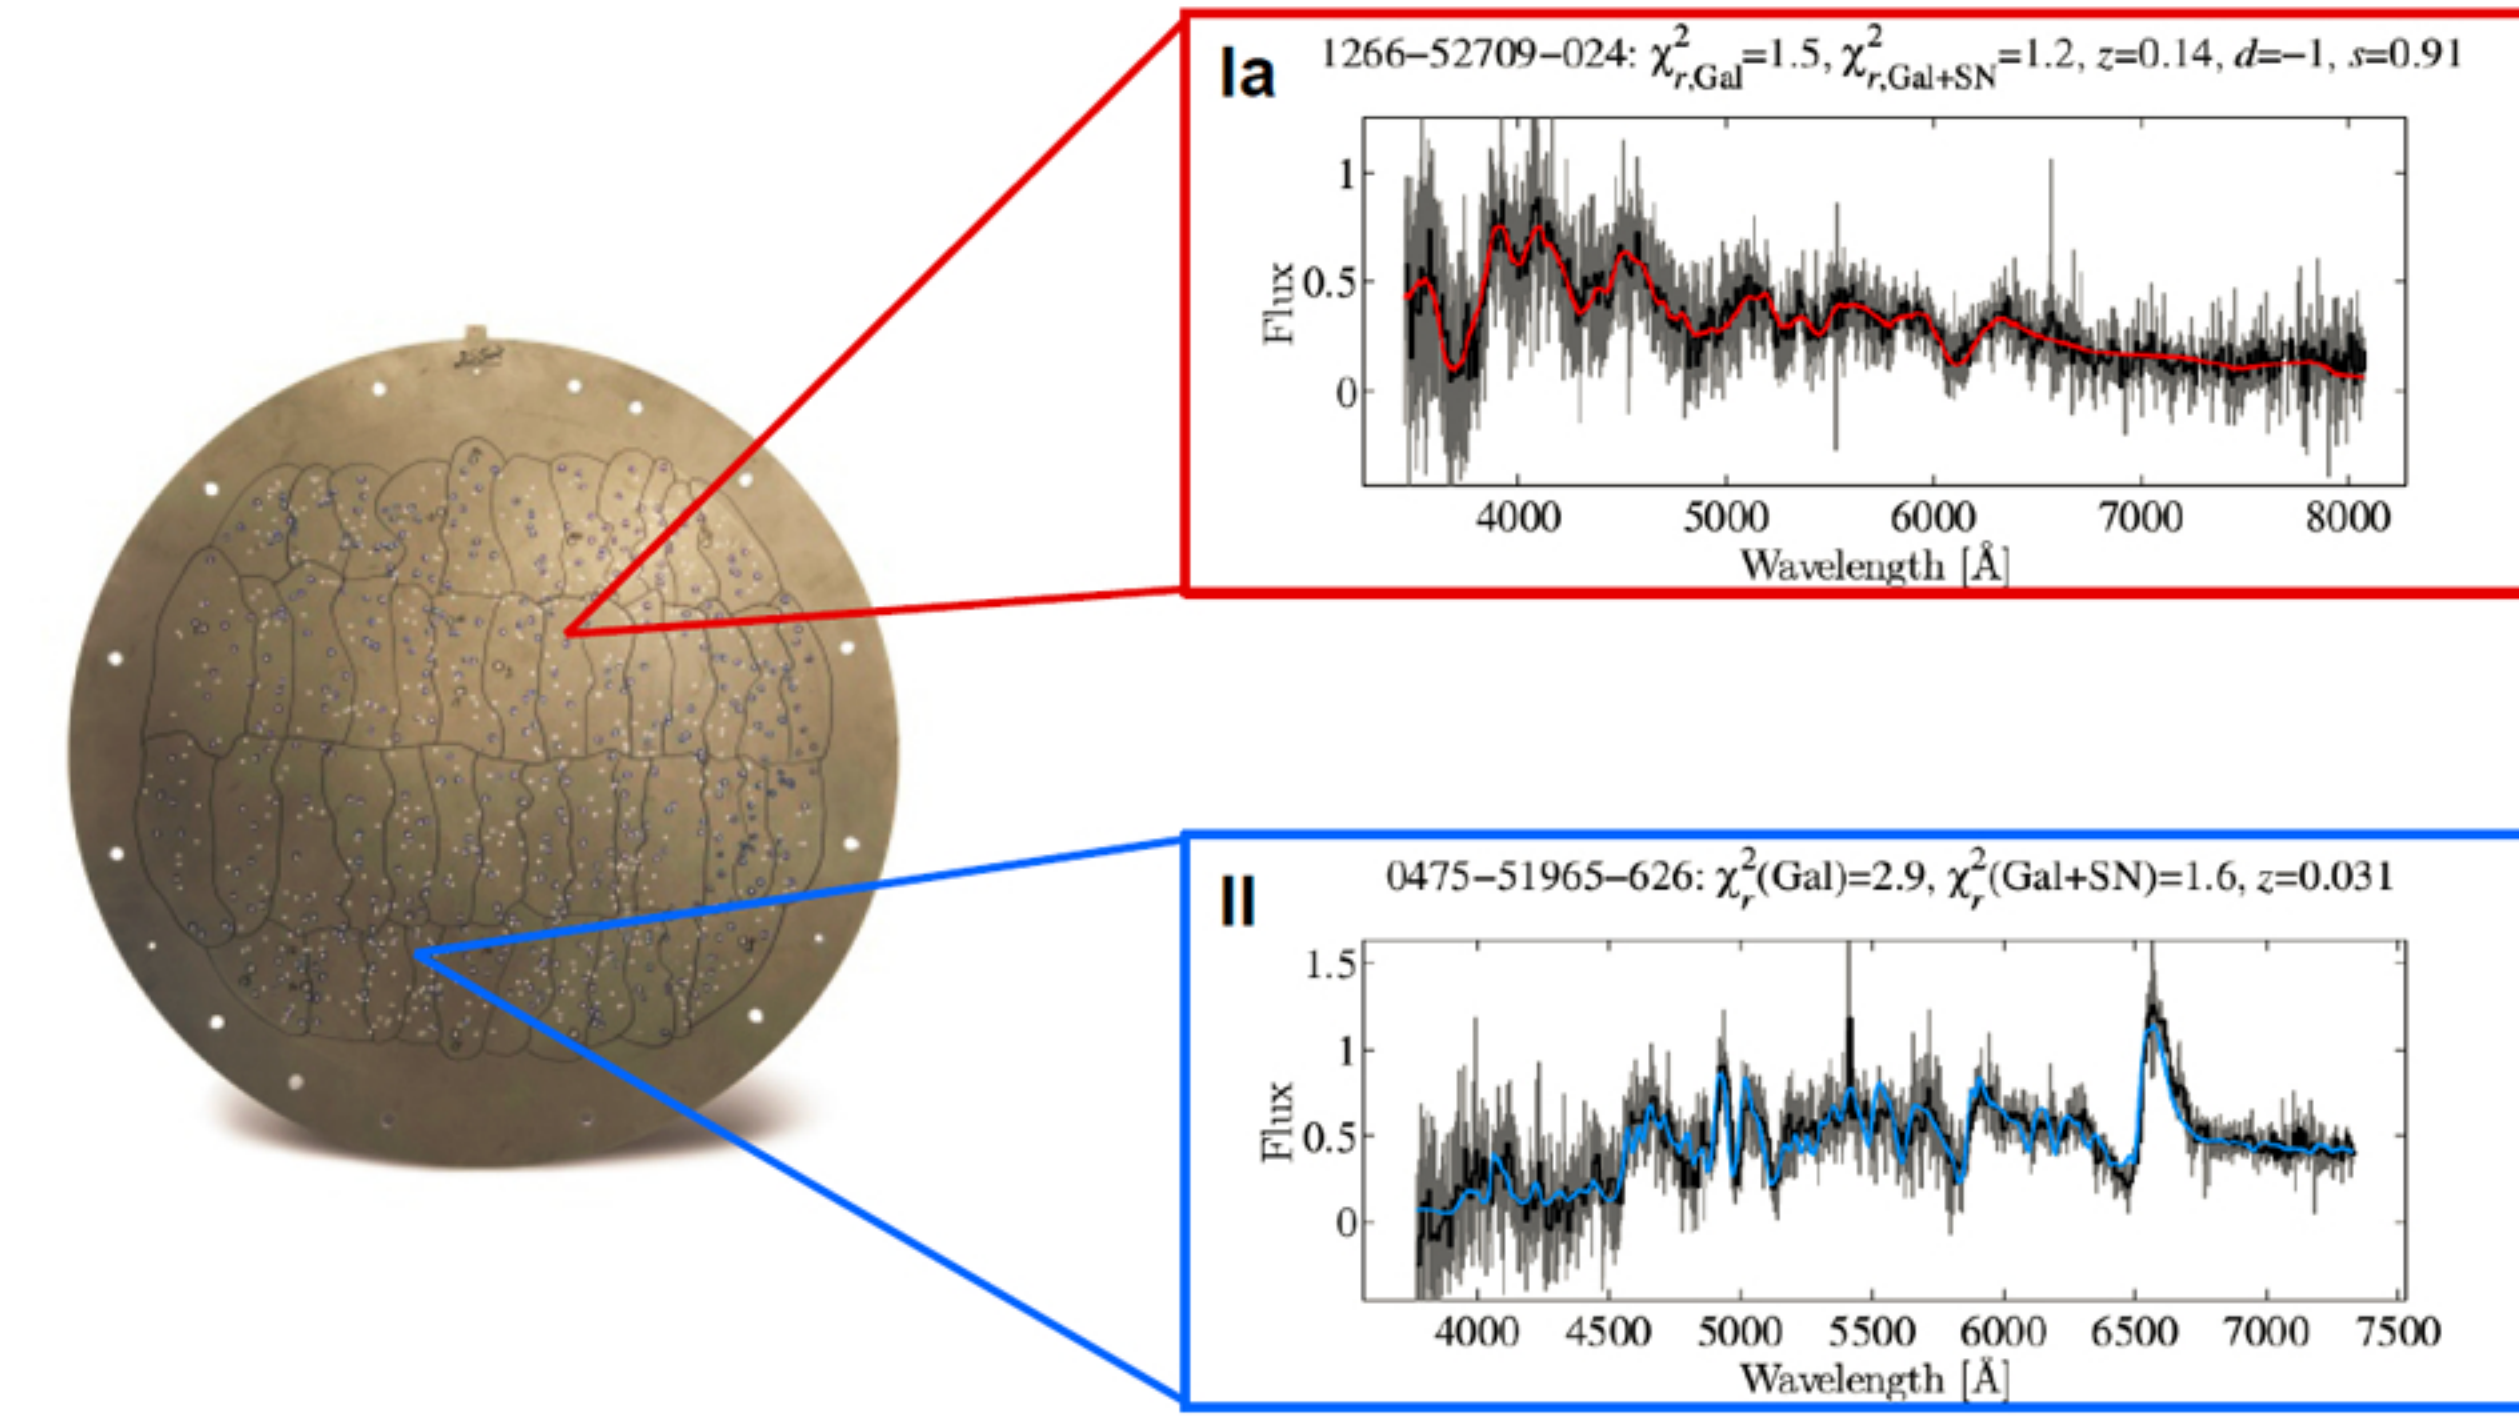 Ia
1266−52709−024: χ²r,Gal=1.5, χ²r,Gal+SN=1.2, z=0.14, d=−1, s=0.91
1
0.5
0
Flux
4000 5000 6000 7000 8000
Wavelength [Å]
II
0475−51965−626: χ²r(Gal)=2.9, χ²r(Gal+SN)=1.6, z=0.031
1.5
1
0.5
0
Flux
4000 4500 5000 5500 6000 6500 7000 7500
Wavelength [Å]